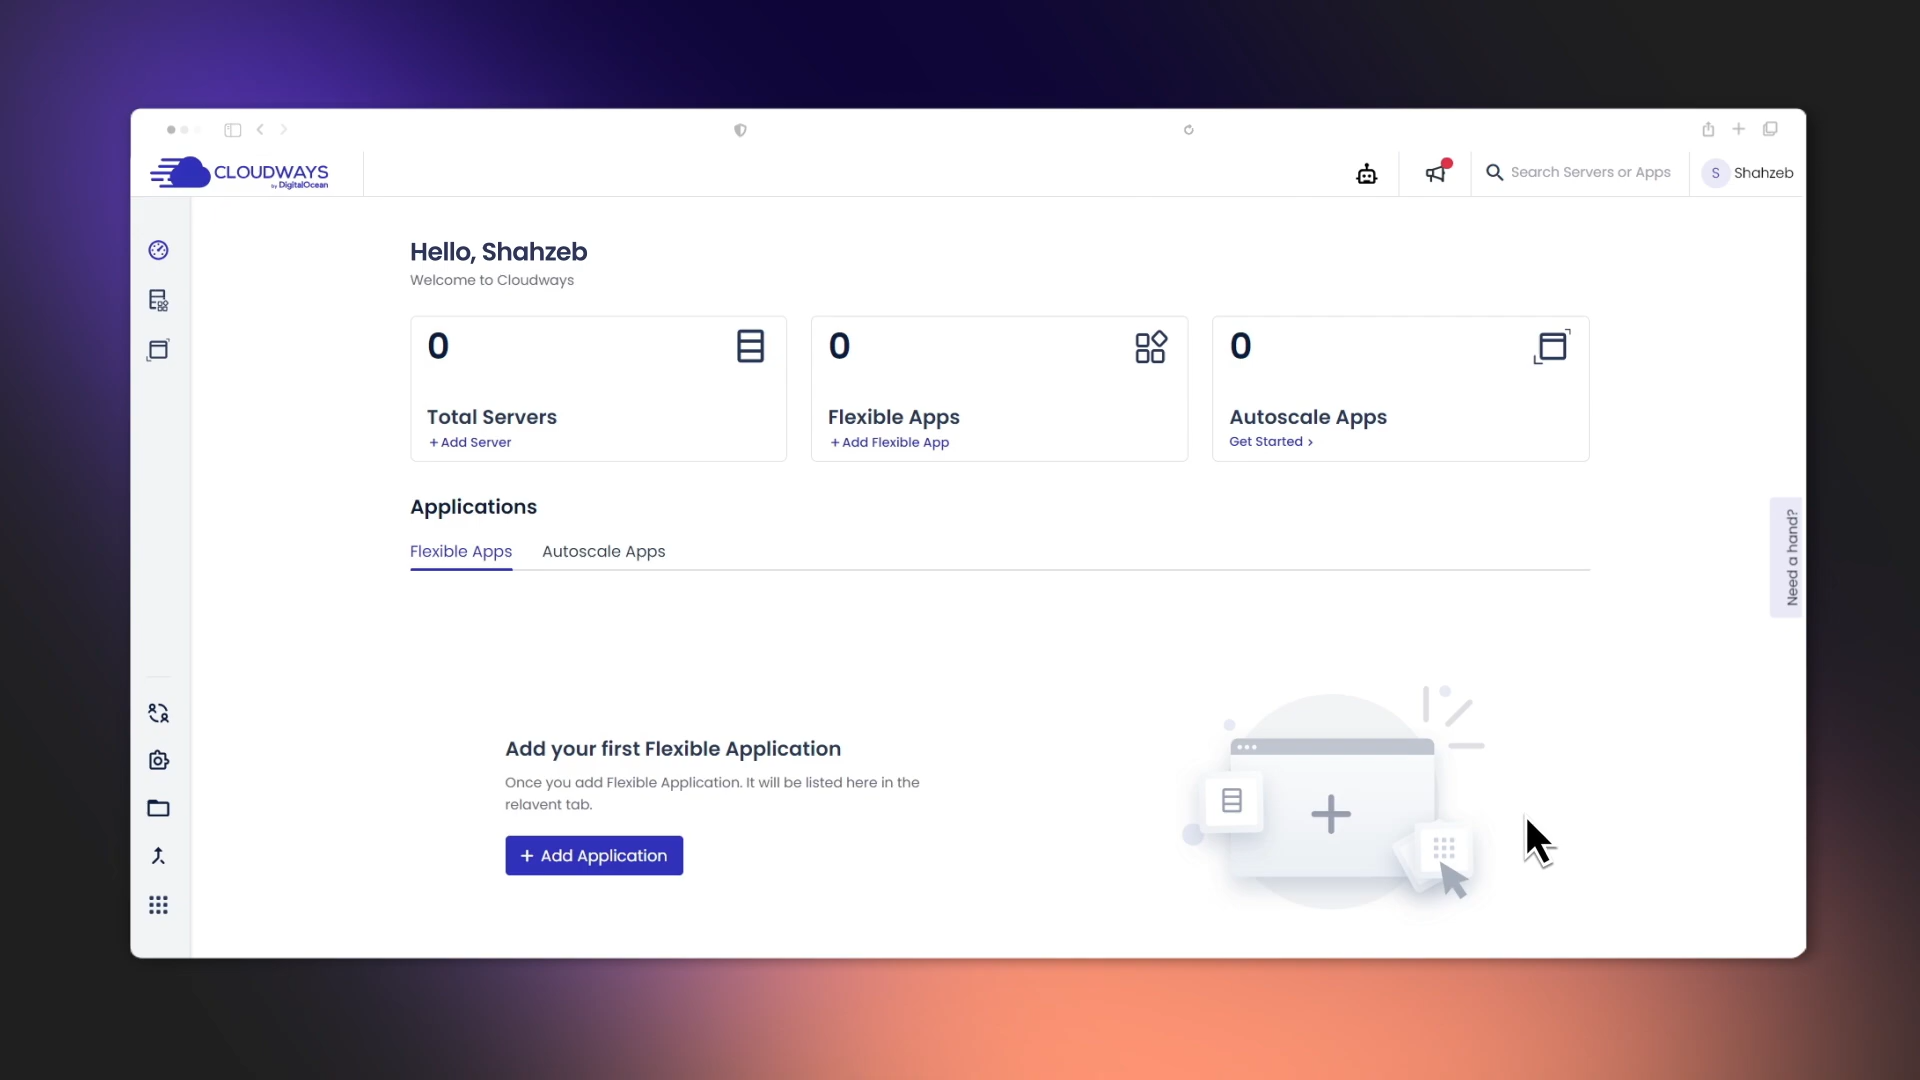 CLOUDWAYS
by DigitalOcean
Search Servers or Apps
S
Shahzeb
Hello, Shahzeb
Welcome to Cloudways
0
Total Servers
+ Add Server
0
Flexible Apps
+ Add Flexible App
0
Autoscale Apps
Get Started >
Applications
Flexible Apps
Autoscale Apps
Need a hand?
Add your first Flexible Application
Once you add Flexible Application. It will be listed here in the
relavent tab.
+ Add Application